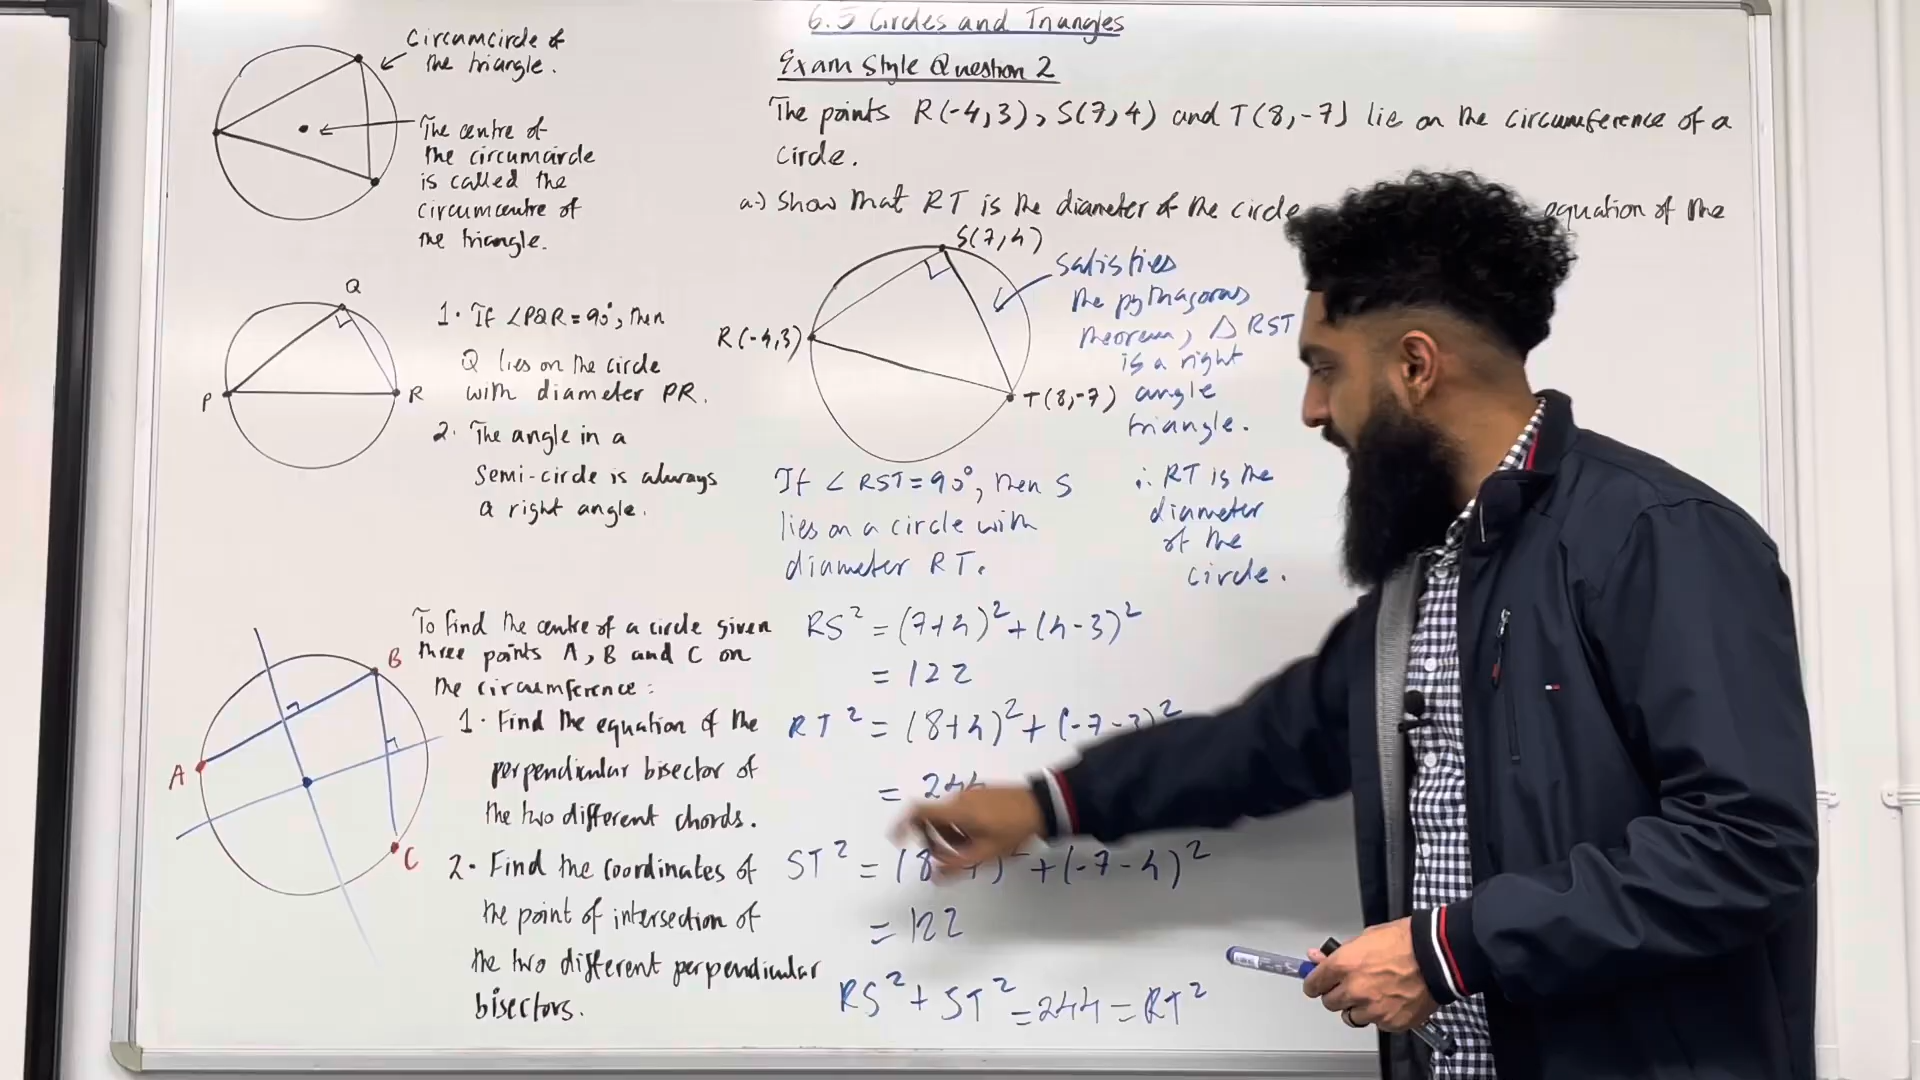 6.5 Circles and Triangles
Exam Style Question 2
The points R(-4,3), S(7,4) and T(8,-7) lie on the circumference of a
circle.
a.) Show that RT is the diameter of the circle
equation of the
Circumcircle of
the triangle.
The centre of
the circumcircle
is called the
circumcentre of
the triangle.
Q
P
R
1. If ∠PQR = 90°, then
Q lies on the circle
with diameter PR.
2. The angle in a
Semi-circle is always
a right angle.
To find the centre of a circle given
three points A, B and C on
the circumference:
1. Find the equation of the
perpendicular bisector of
the two different chords.
2. Find the coordinates of
the point of intersection of
the two different perpendicular
bisectors.
A
B
C
S(7,4)
R(-4,3)
T(8,-7)
Satisfies
the pythagoras
theorem, △ RST
is a right
angle
triangle.
∴ RT is the
diameter
of the
circle.
If ∠ RST = 90°, then S
lies on a circle with
diameter RT.
RS² = (7+4)² + (4-3)²
= 122
RT² = (8+4)² + (-7-3)²
= 244
ST² = (8 )² + (-7-4)²
= 122
RS² + ST² = 244 = RT²